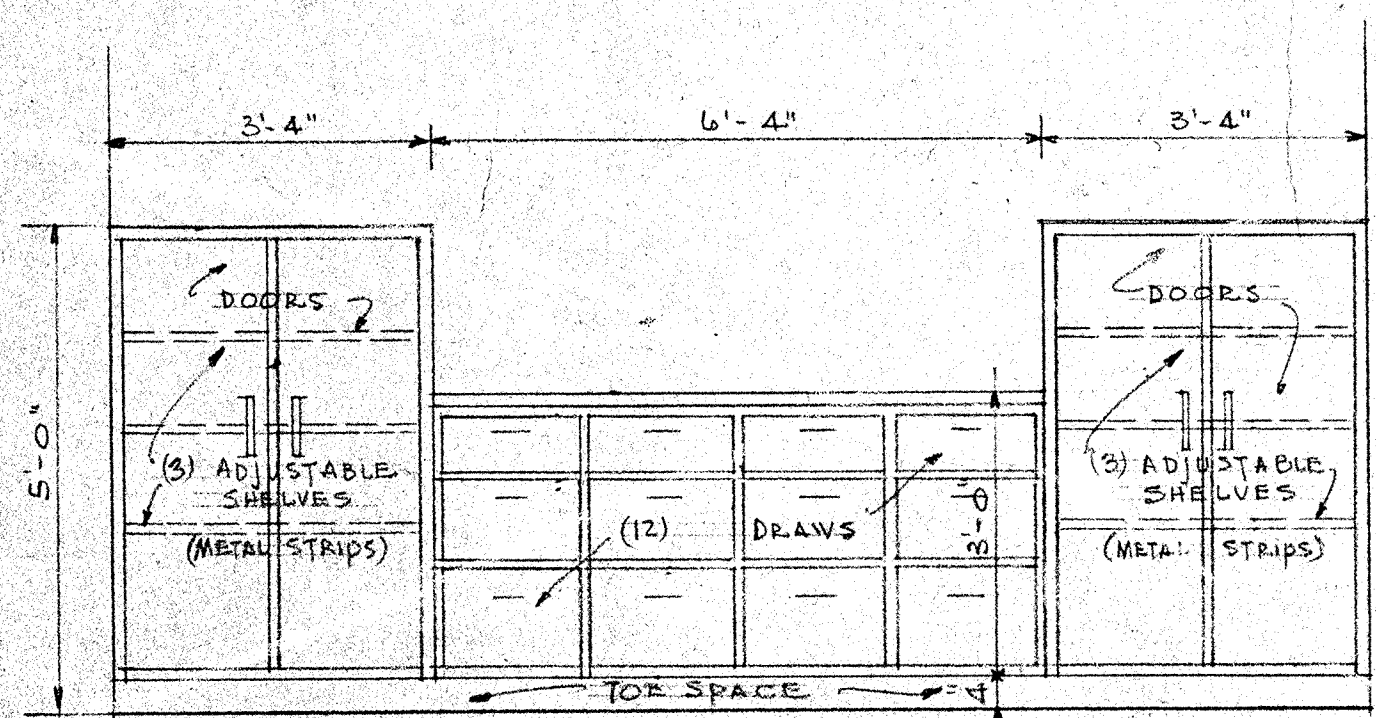 3'-4"
6'-4"
3'-4"
DOORS
DOORS
5'-0"
(3) ADJUSTABLE
SHELVES
(METAL STRIPS)
(12) DRAWS
3'-0"
(3) ADJUSTABLE
SHELVES
(METAL STRIPS)
TOE SPACE
4"